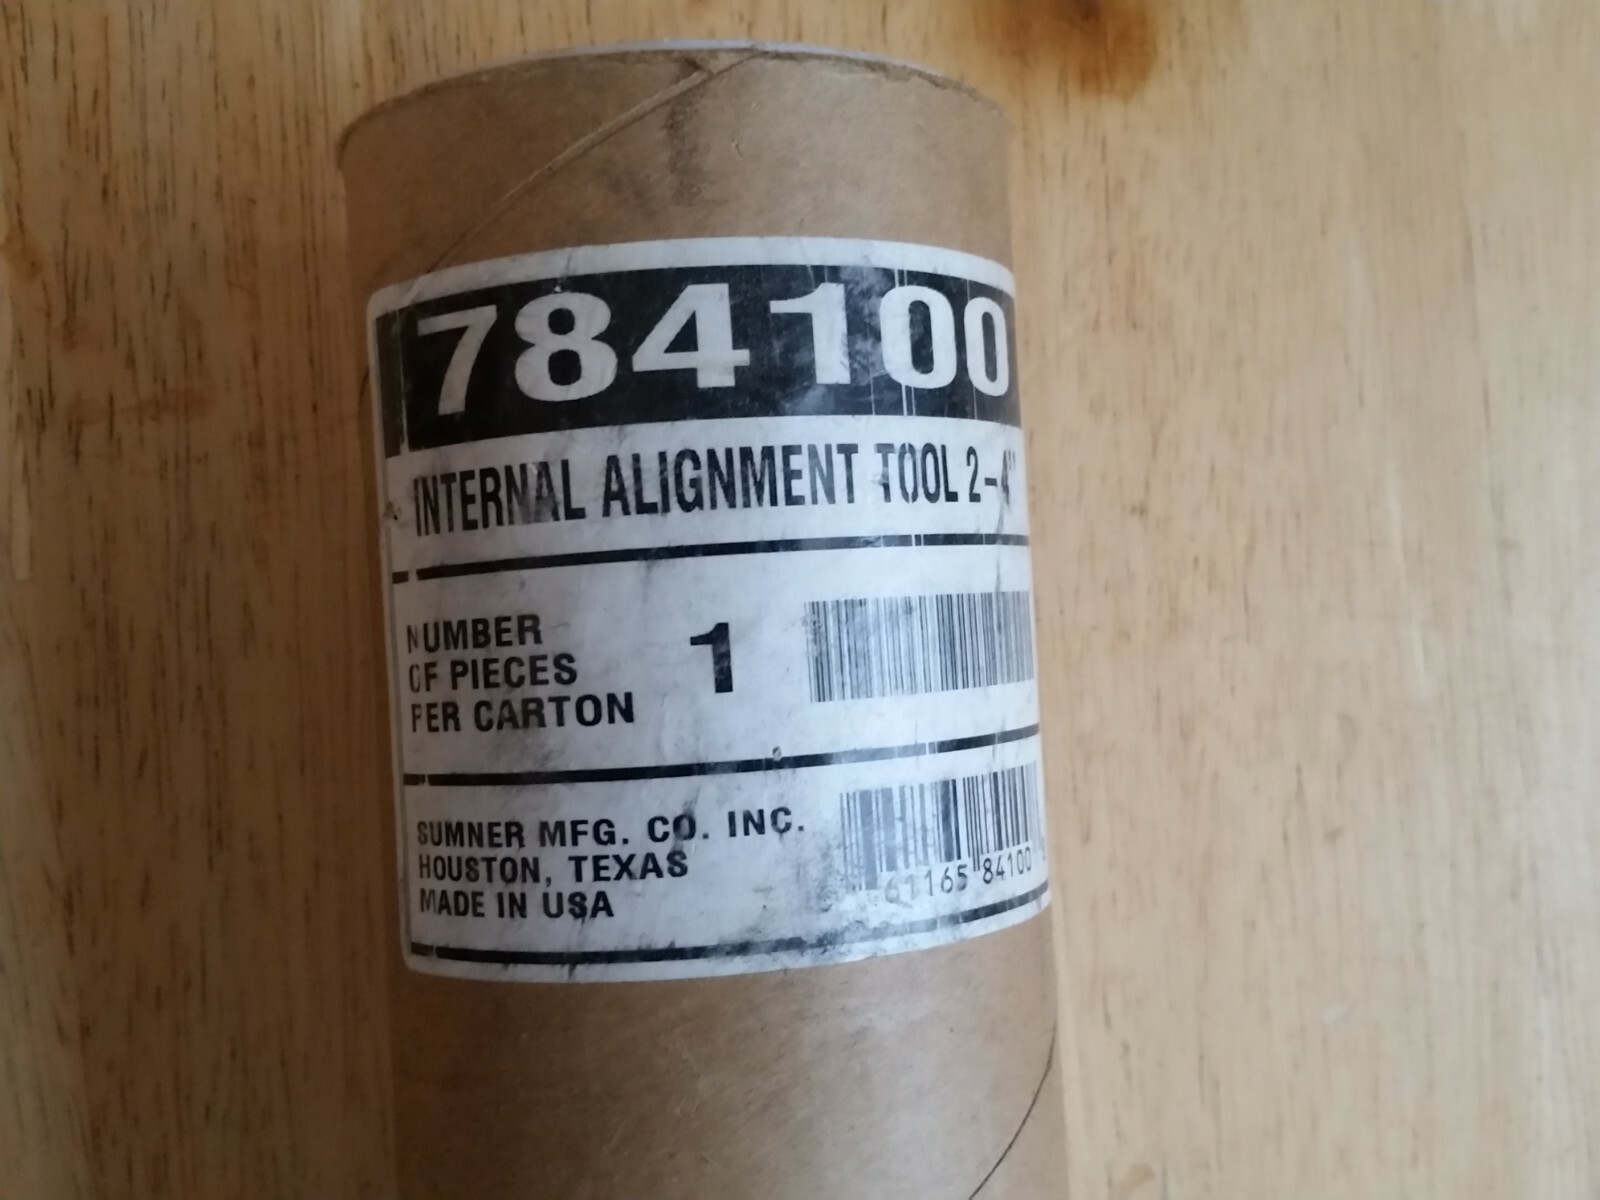 784100
INTERNAL ALIGNMENT TOOL 2-4"
NUMBER
OF PIECES
PER CARTON
1
SUMNER MFG. CO. INC.
HOUSTON, TEXAS
MADE IN USA
61165 84100